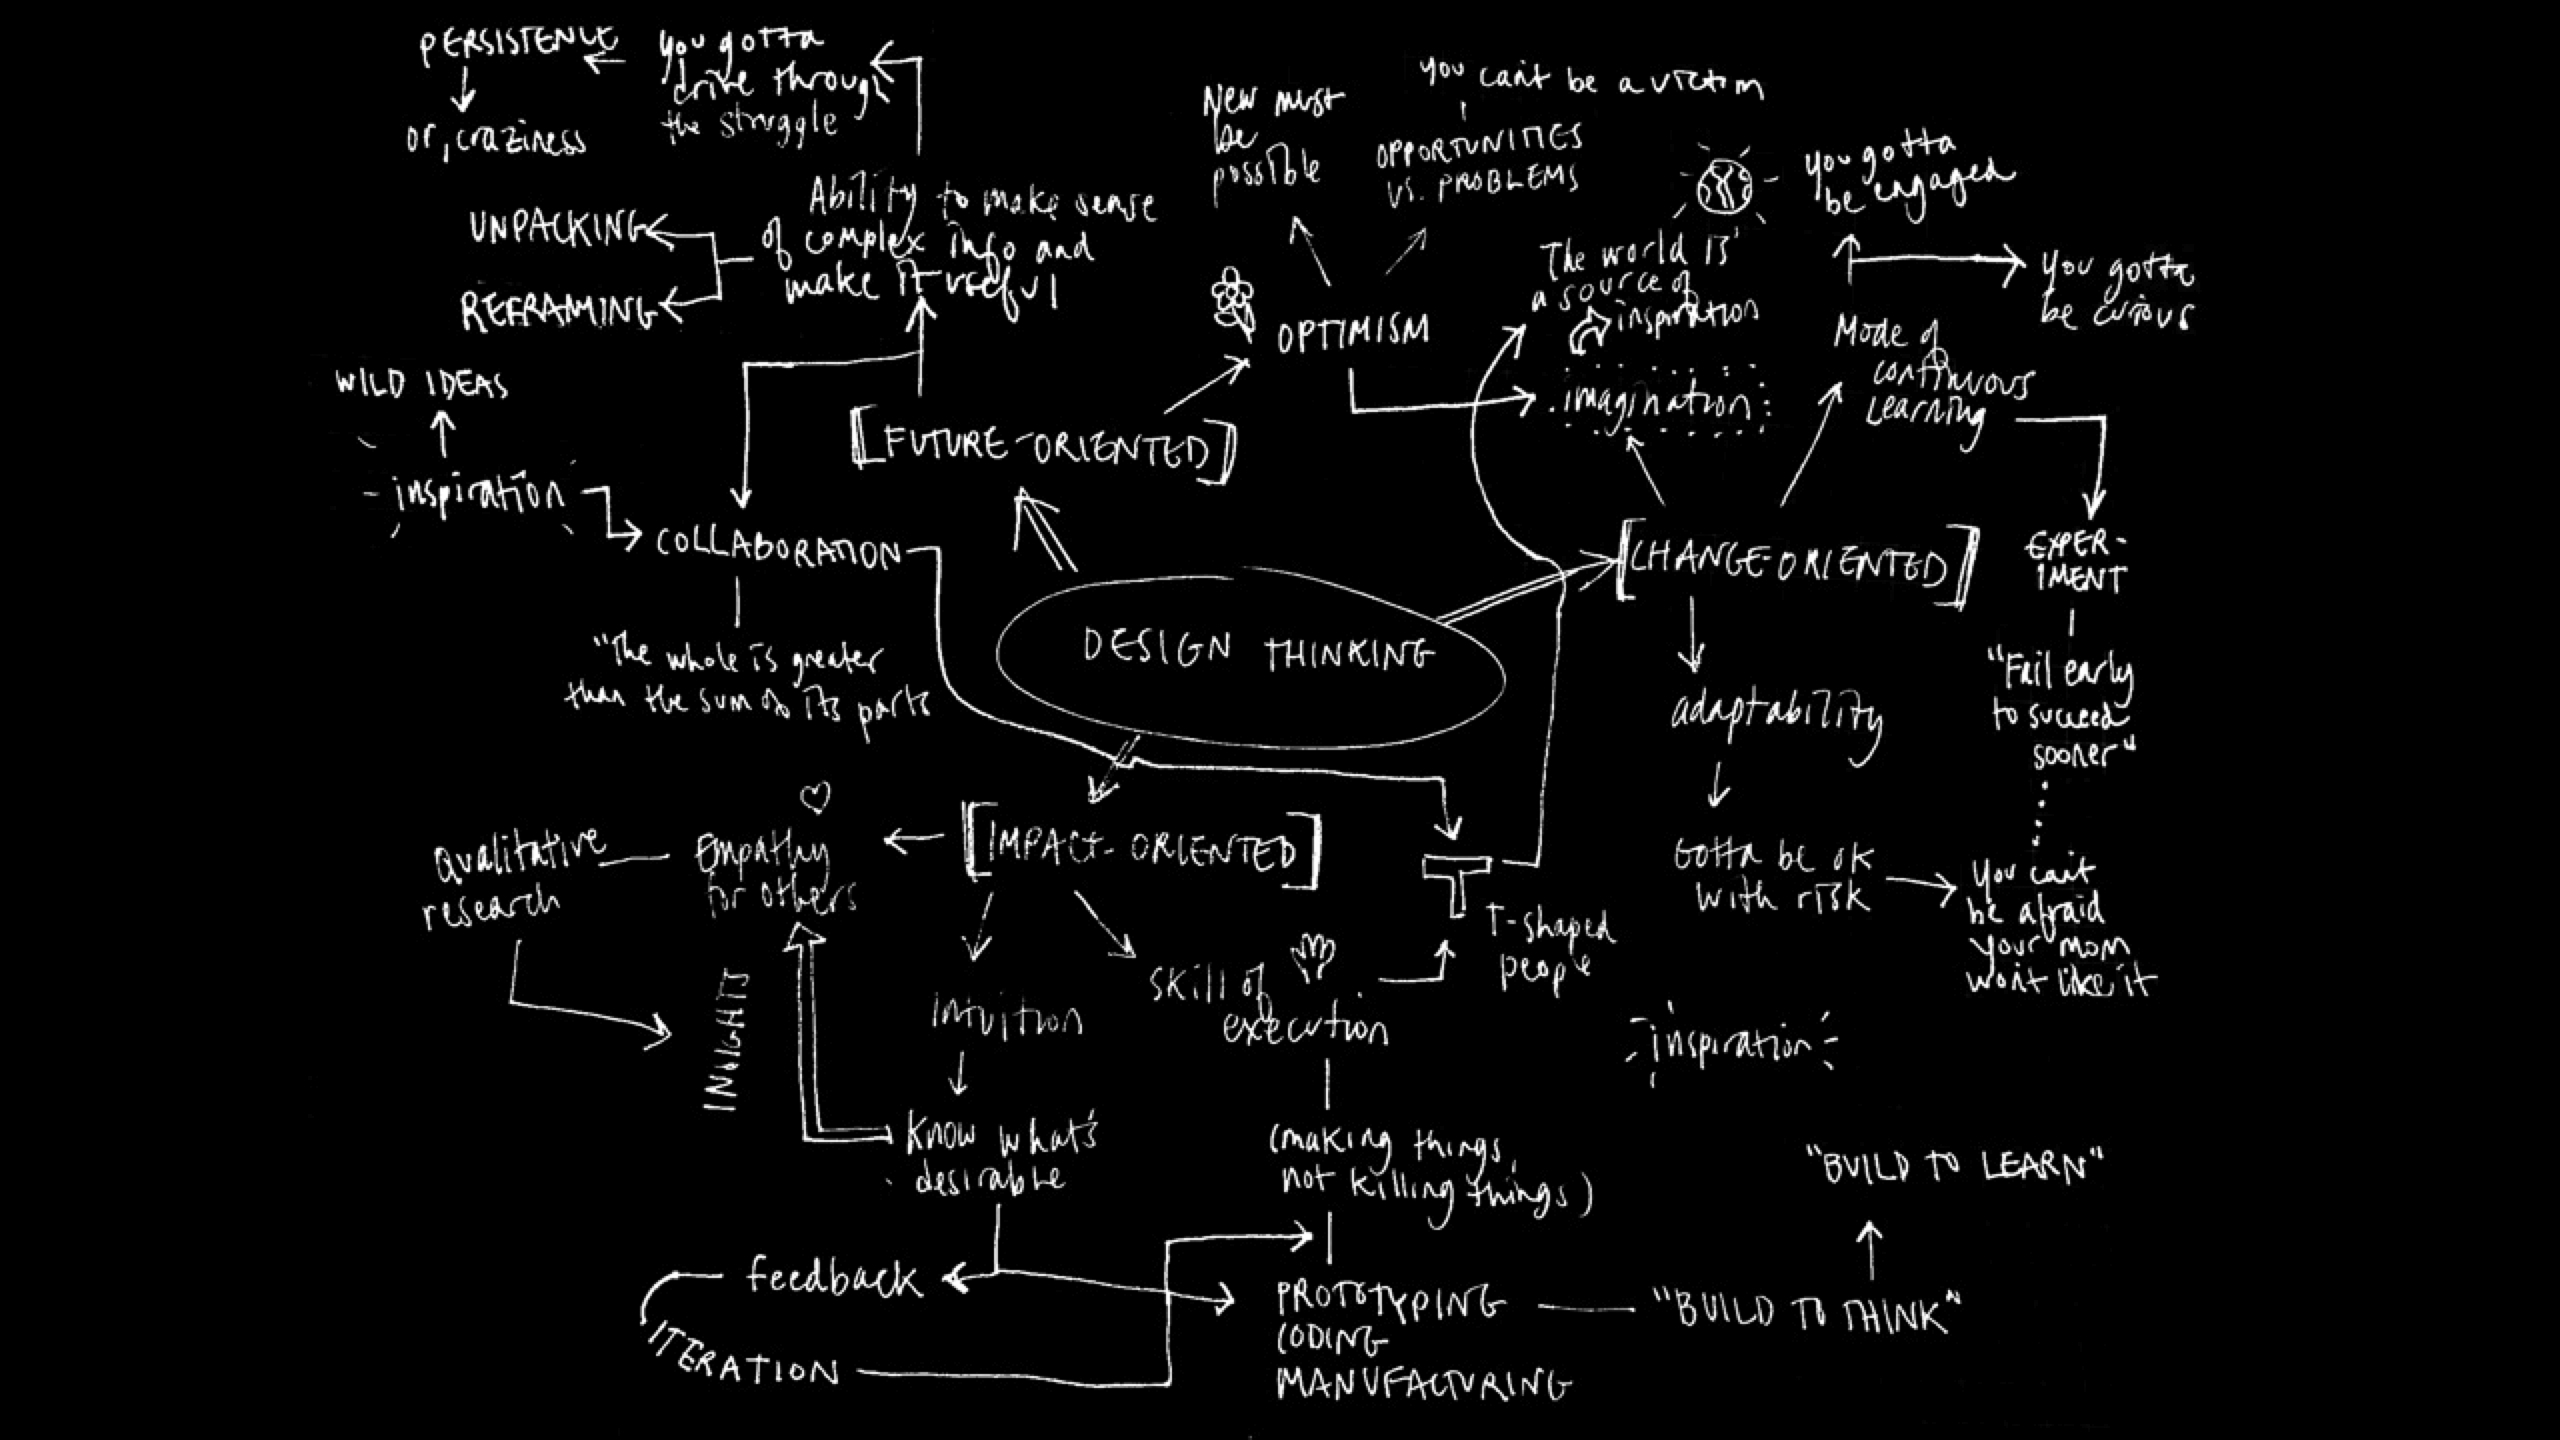 PERSISTENCE
or, craziness
you gotta
drive through
the struggle
UNPACKING
REFRAMING
Ability to make sense
of complex info and
make it useful
New must
be
possible
you can't be a victim
OPPORTUNITIES
VS. PROBLEMS
OPTIMISM
The world is
a source of
inspiration
imagination
you gotta
be engaged
You gotta
be curious
Mode of
continuous
Learning
WILD IDEAS
inspiration
COLLABORATION
"The whole is greater
than the sum of its parts
[FUTURE-ORIENTED]
DESIGN THINKING
[CHANGE-ORIENTED]
EXPER-
IMENT
"Fail early
to succeed
sooner"
adaptability
Gotta be ok
with risk
You can't
be afraid
your mom
won't like it
Qualitative
research
Empathy
for others
[IMPACT-ORIENTED]
T-shaped
people
INSIGHTS
intuition
Skill of
execution
inspiration
Know what's
desirable
(making things,
not killing things)
"BUILD TO LEARN"
feedback
ITERATION
PROTOTYPING
CODING
MANUFACTURING
"BUILD TO THINK"